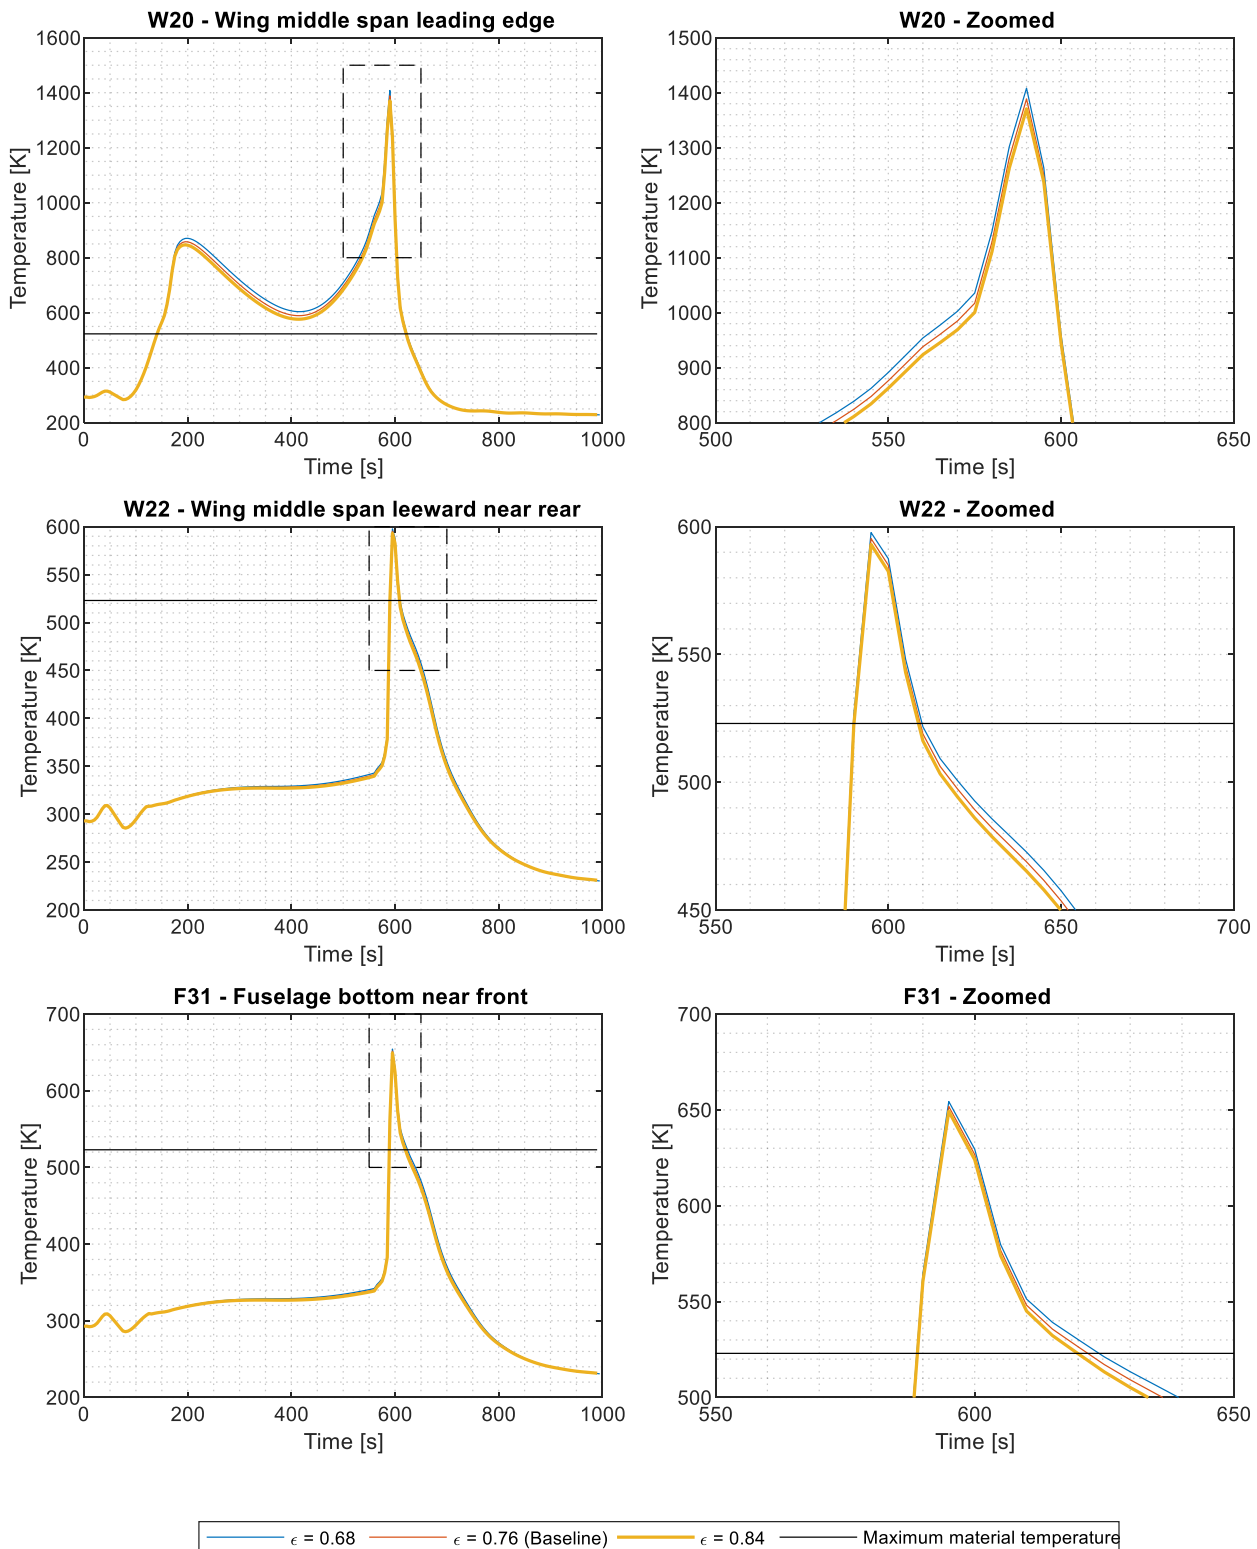 W20 - Wing middle span leading edge
1600
1400
1200
1000
800
600
400
200
0 200 400 600 800 1000
Temperature [K]
Time [s]
W20 - Zoomed
1500
1400
1300
1200
1100
1000
900
800
500 550 600 650
Temperature [K]
Time [s]
W22 - Wing middle span leeward near rear
600
550
500
450
400
350
300
250
200
0 200 400 600 800 1000
Temperature [K]
Time [s]
W22 - Zoomed
600
550
500
450
550 600 650 700
Temperature [K]
Time [s]
F31 - Fuselage bottom near front
700
600
500
400
300
200
0 200 400 600 800 1000
Temperature [K]
Time [s]
F31 - Zoomed
700
650
600
550
500
550 600 650
Temperature [K]
Time [s]
ϵ = 0.68 ϵ = 0.76 (Baseline) ϵ = 0.84 Maximum material temperature